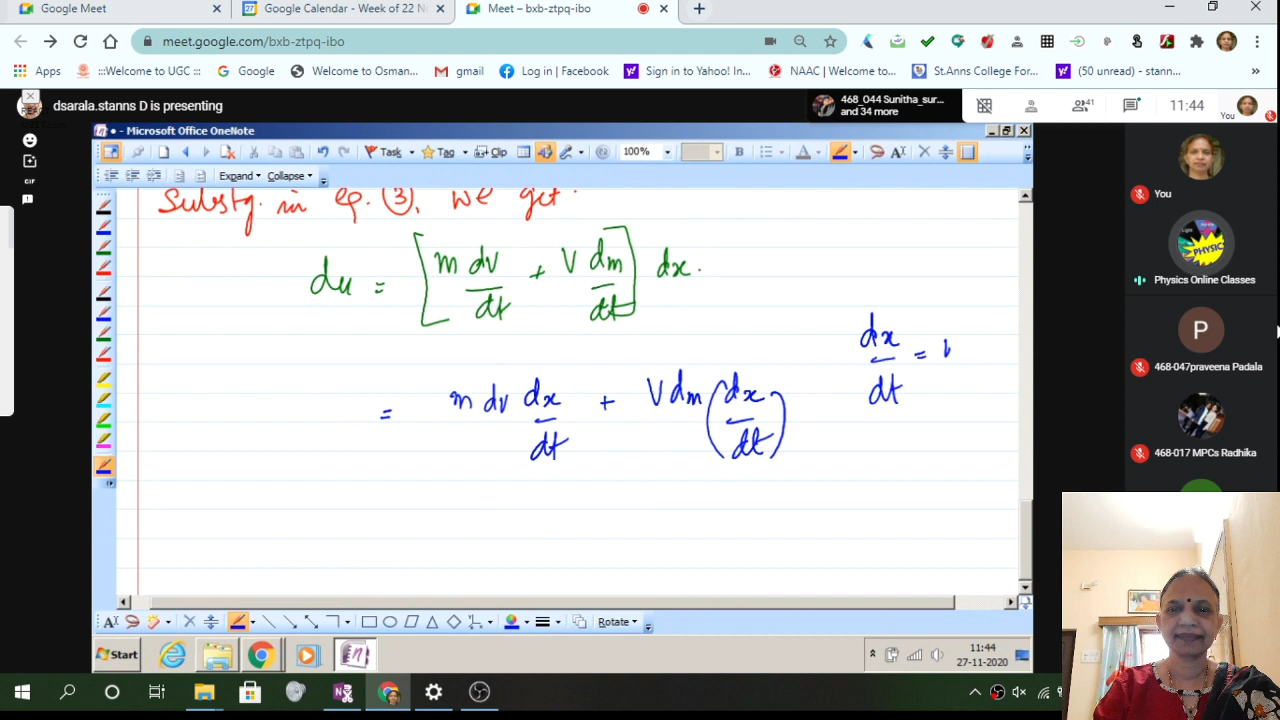 Google Meet
Google Calendar - Week of 22 N
Meet – bxb-ztpq-ibo
meet.google.com/bxb-ztpq-ibo
Apps
:::Welcome to UGC :::
Google
Welcome to Osman...
gmail
Log in | Facebook
Sign in to Yahoo! In...
NAAC | Welcome to...
St.Anns College For...
(50 unread) - stann...
»
dsarala.stanns D is presenting
468_044 Sunitha_sur...
and 34 more
41
11:44
You
- Microsoft Office OneNote
Task
Tag
Clip
100%
B
Expand
Collapse
GIF
Substg. in eq. (3), we get
du = [m dv/dt + V dm/dt] dx.
dx/dt =
= m dv dx/dt + V dm (dx/dt)
Rotate
Start
11:44
27-11-2020
You
PHYSICS
Physics Online Classes
P
468-047praveena Padala
468-017 MPCs Radhika